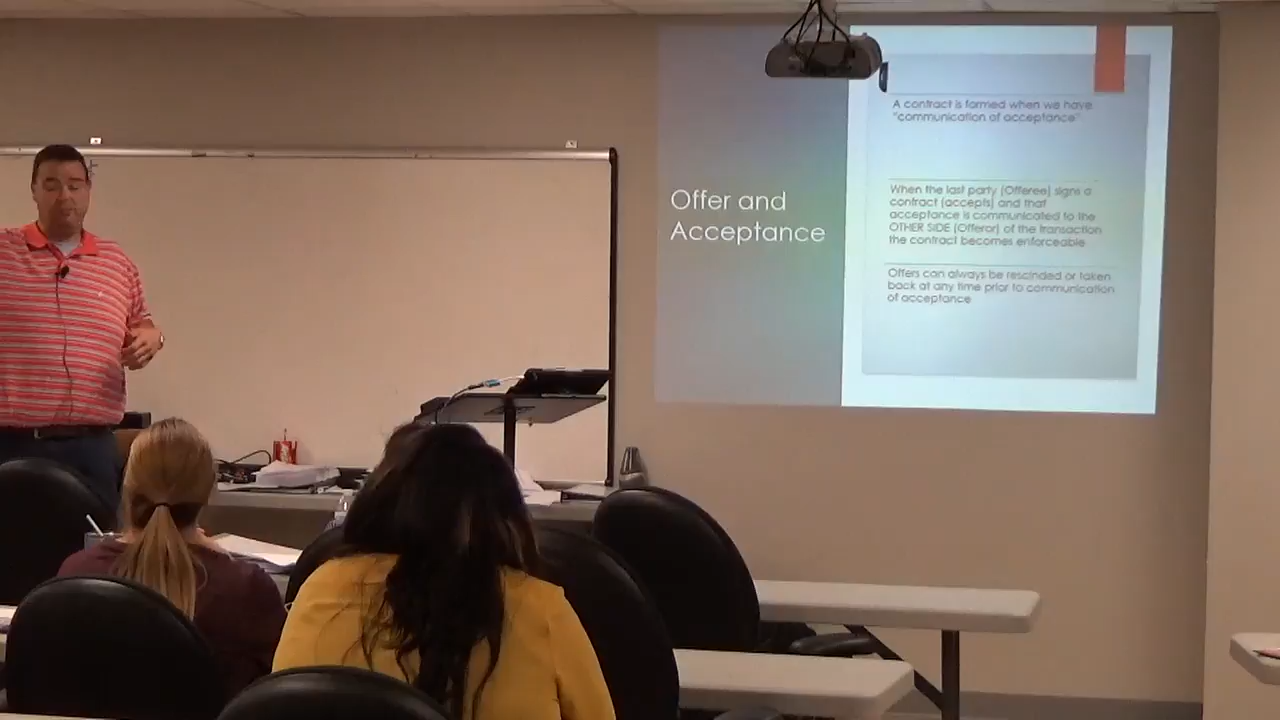 Offer and
Acceptance
A contract is formed when we have
"communication of acceptance"
When the last party (Offeree) signs a
contract (accepts) and that
acceptance is communicated to the
OTHER SIDE (Offeror) of the transaction
the contract becomes enforceable
Offers can always be rescinded or taken
back at any time prior to communication
of acceptance